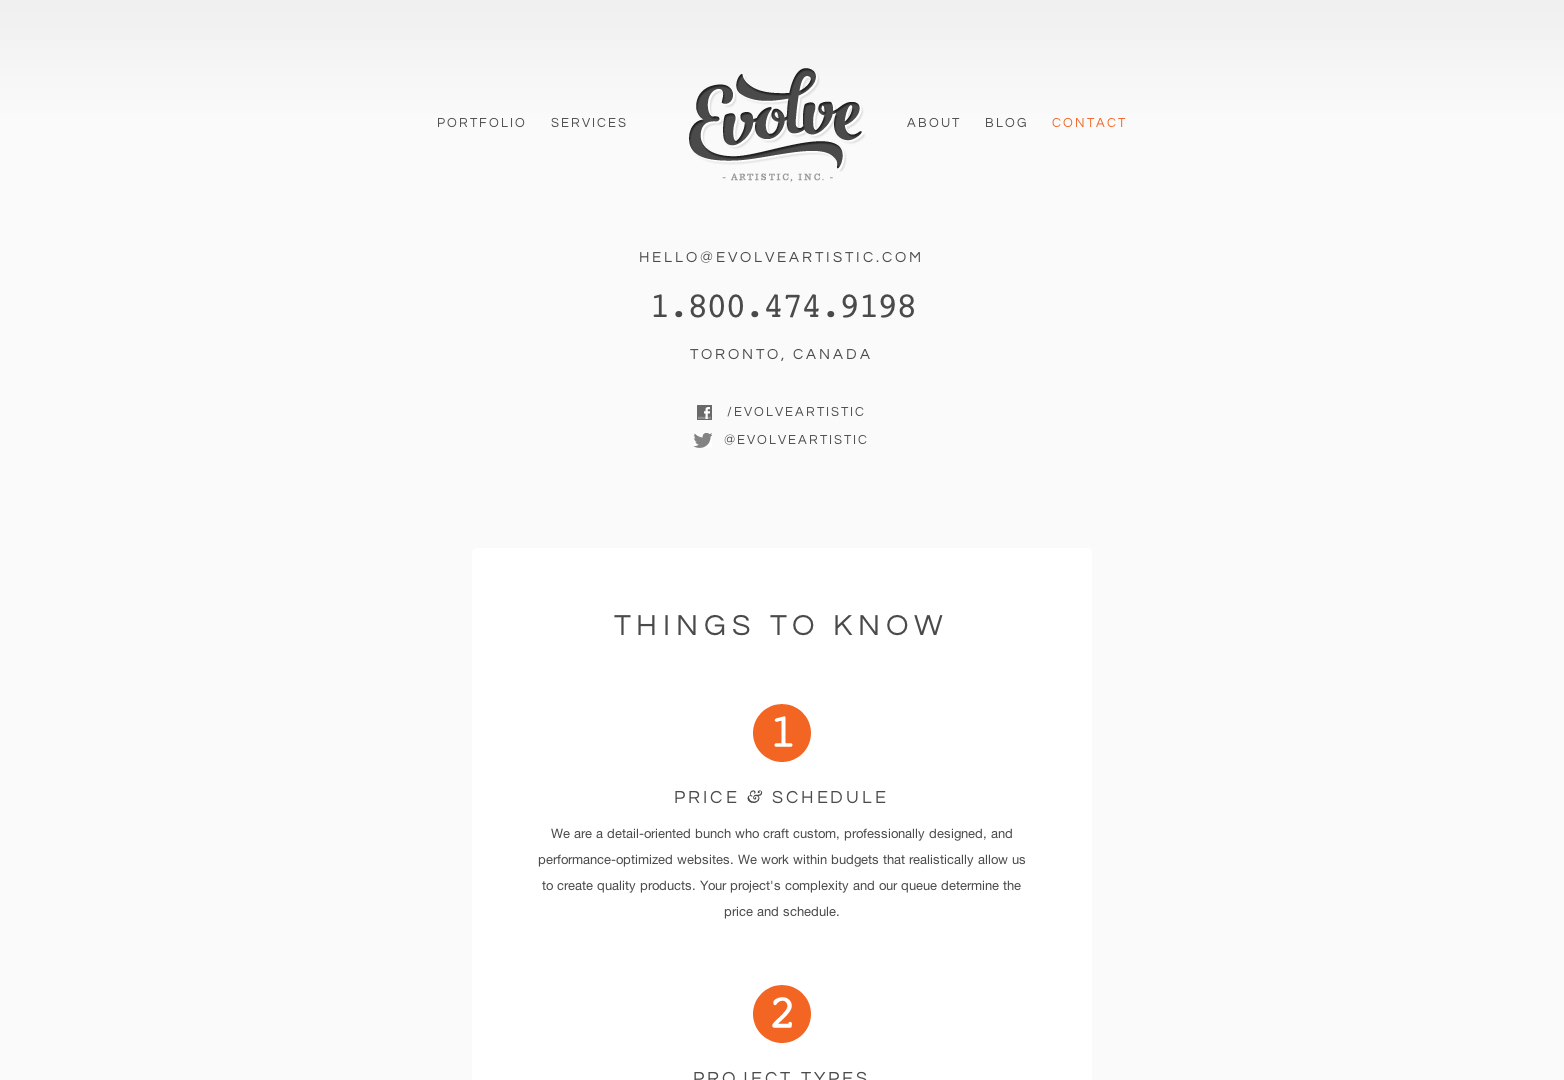 PORTFOLIO SERVICES Evolve ABOUT BLOG CONTACT
- ARTISTIC, INC. -
HELLO@EVOLVEARTISTIC.COM
1.800.474.9198
TORONTO, CANADA
/EVOLVEARTISTIC
@EVOLVEARTISTIC
THINGS TO KNOW
1
PRICE & SCHEDULE
We are a detail-oriented bunch who craft custom, professionally designed, and
performance-optimized websites. We work within budgets that realistically allow us
to create quality products. Your project's complexity and our queue determine the
price and schedule.
2
PROJECT TYPES